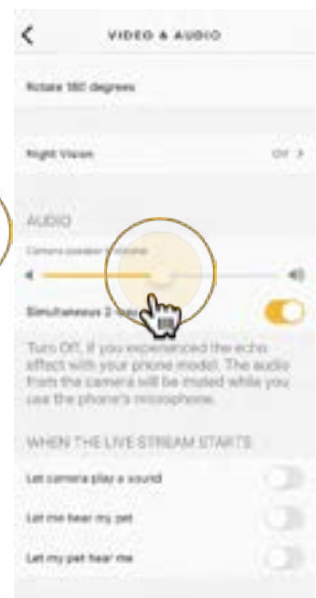 VIDEO & AUDIO
Rotate 180 degrees
Night Vision Off
AUDIO
Camera speaker's volume
Simultaneous 2-way
Turn Off, if you experienced the echo
effect with your phone model. The audio
from the camera will be muted while you
use the phone's microphone.
WHEN THE LIVE STREAM STARTS
Let camera play a sound
Let me hear my pet
Let my pet hear me